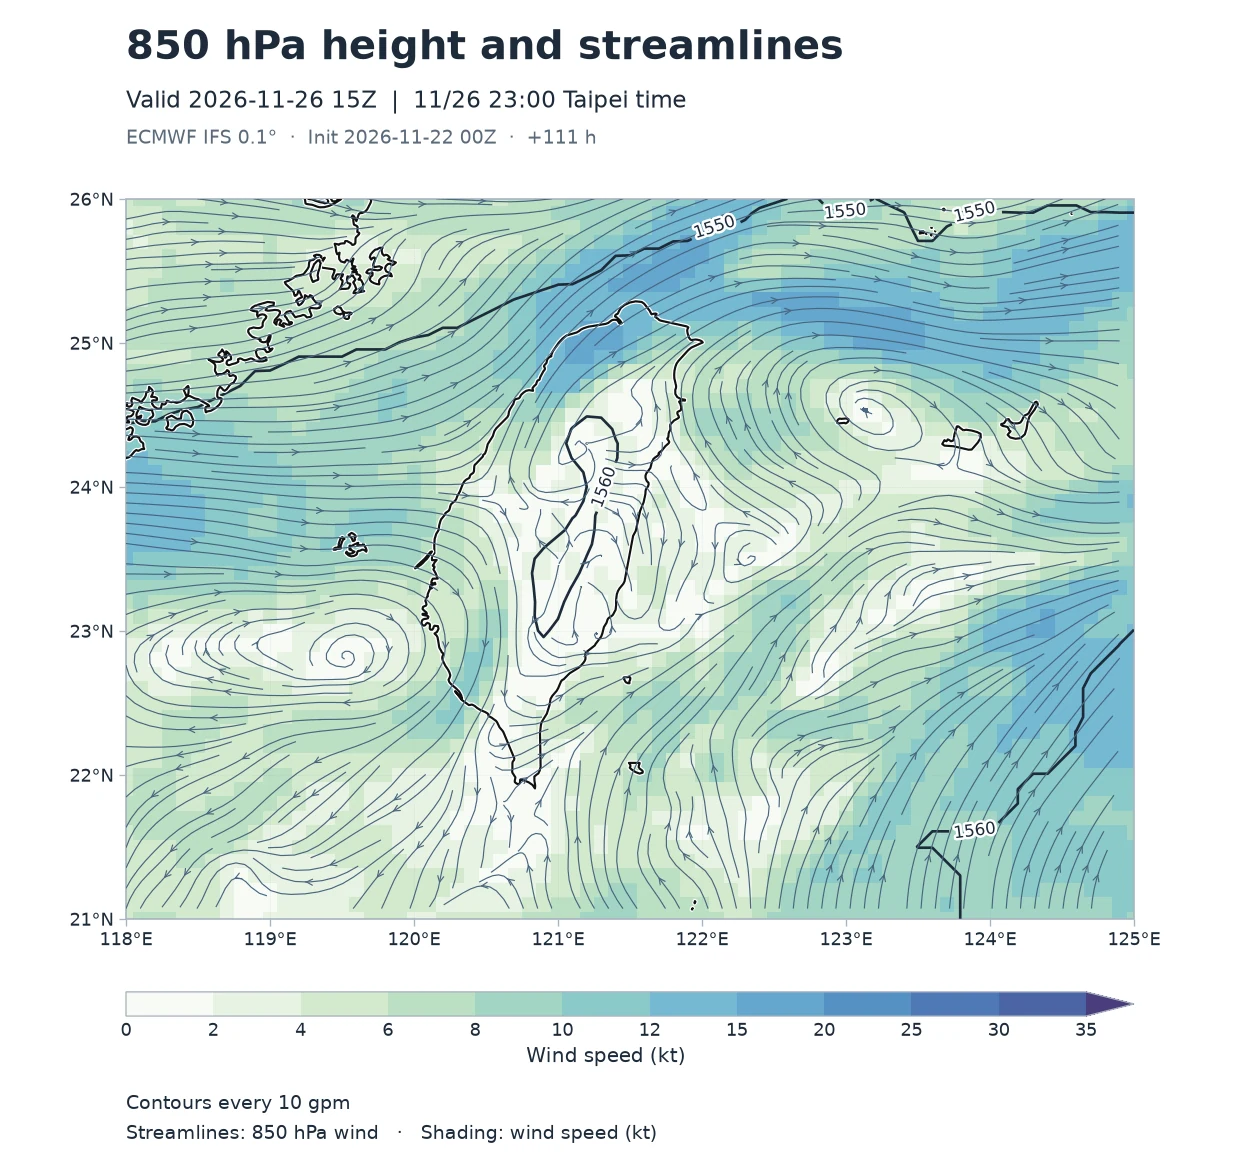 850 hPa height and streamlines
Valid 2026-11-26 15Z | 11/26 23:00 Taipei time
ECMWF IFS 0.1° · Init 2026-11-22 00Z · +111 h
26°N
1550
1550
1550
25°N
24°N
1560
23°N
22°N
1560
21°N
118°E 119°E 120°E 121°E 122°E 123°E 124°E 125°E
0 2 4 6 8 10 12 15 20 25 30 35
Wind speed (kt)
Contours every 10 gpm
Streamlines: 850 hPa wind · Shading: wind speed (kt)